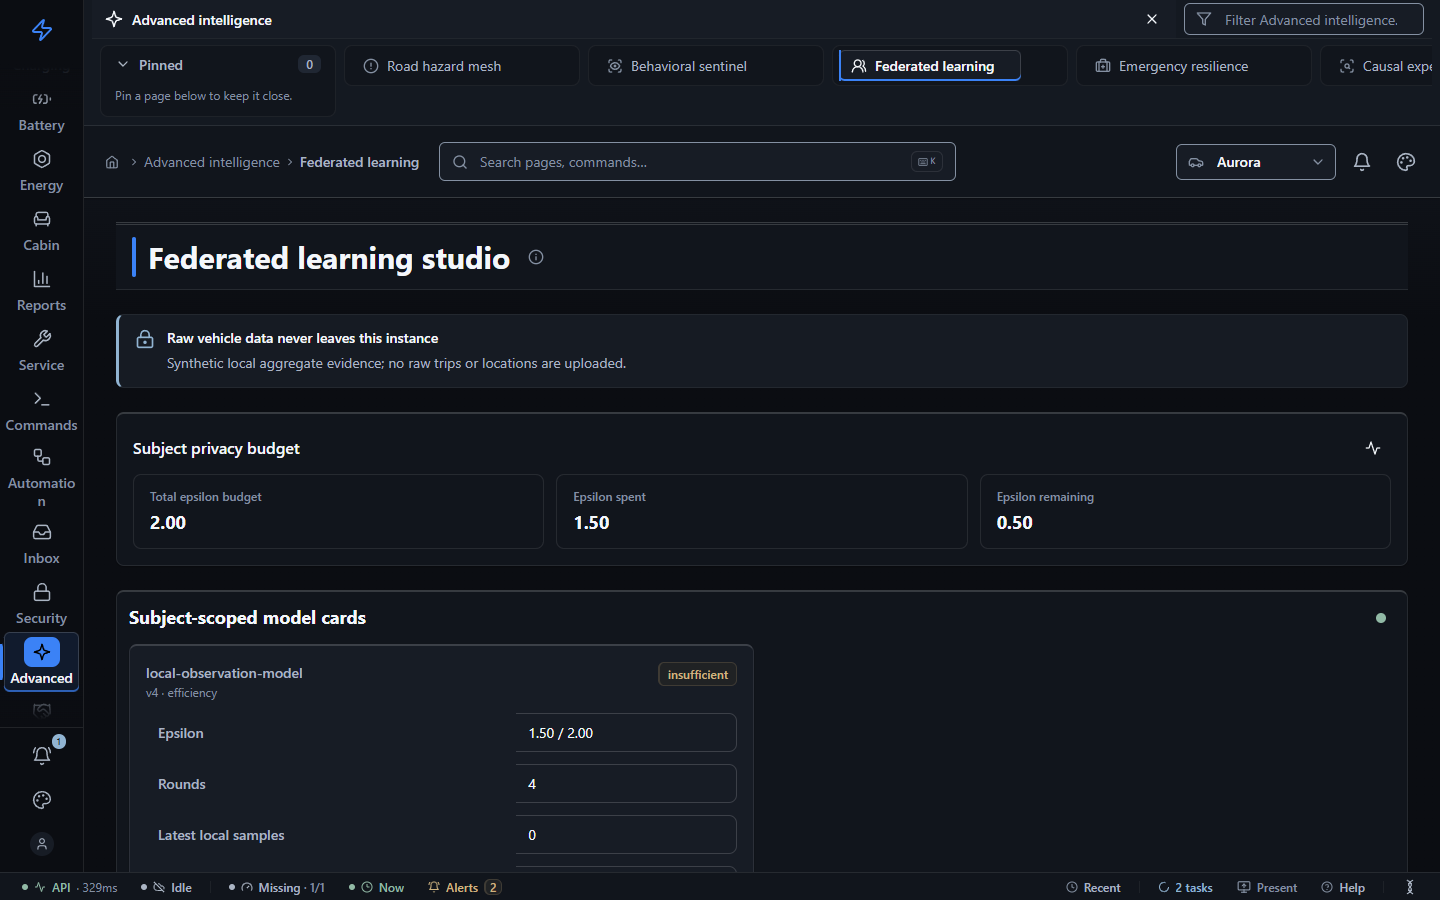 Advanced intelligence
Filter Advanced intelligence.
Pinned
0
Pin a page below to keep it close.
Road hazard mesh
Behavioral sentinel
Federated learning
Emergency resilience
Causal expe
Advanced intelligence
Federated learning
Search pages, commands...
K
Aurora
Battery
Energy
Cabin
Reports
Service
Commands
Automatio
n
Inbox
Security
Advanced
1
Federated learning studio
Raw vehicle data never leaves this instance
Synthetic local aggregate evidence; no raw trips or locations are uploaded.
Subject privacy budget
Total epsilon budget
2.00
Epsilon spent
1.50
Epsilon remaining
0.50
Subject-scoped model cards
local-observation-model
insufficient
v4 · efficiency
Epsilon
1.50 / 2.00
Rounds
4
Latest local samples
0
API · 329ms
Idle
Missing · 1/1
Now
Alerts 2
Recent
2 tasks
Present
Help